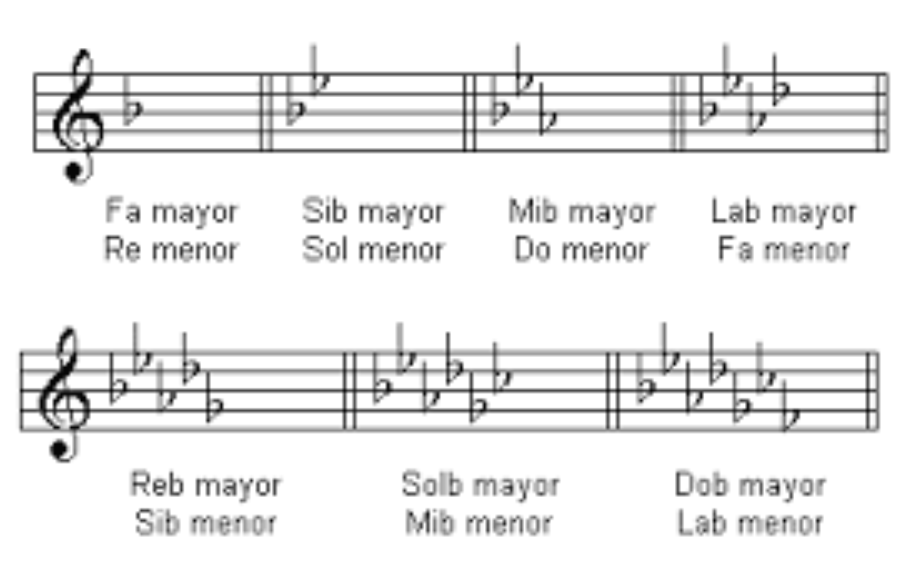 Fa mayor Sib mayor Mib mayor Lab mayor
Re menor Sol menor Do menor Fa menor
Reb mayor Solb mayor Dob mayor
Sib menor Mib menor Lab menor